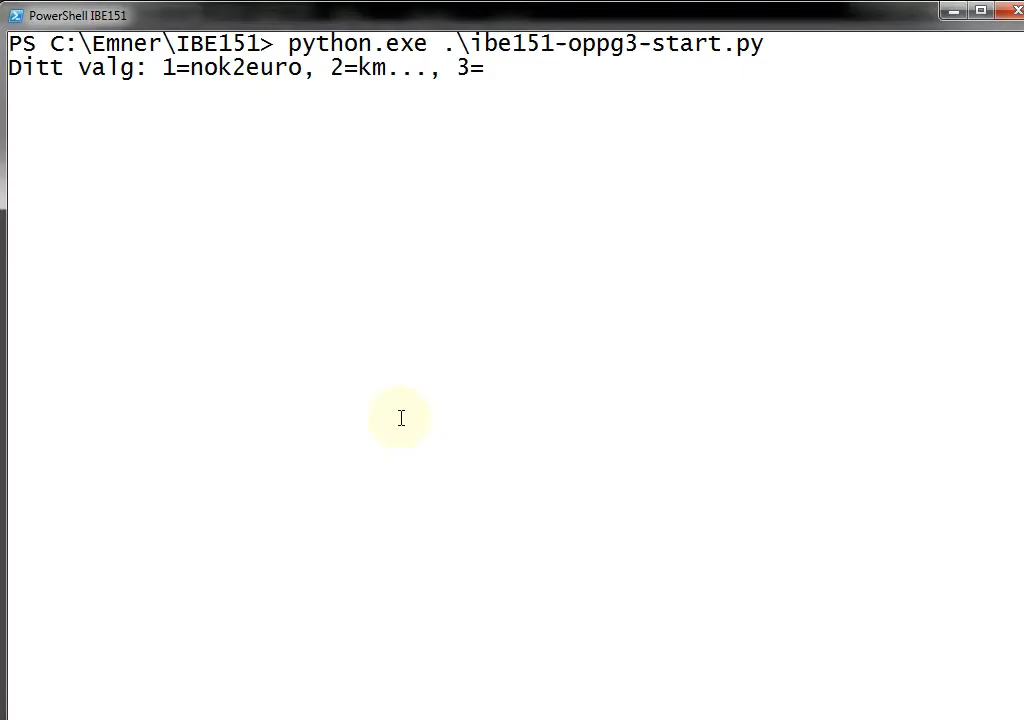 PowerShell IBE151
PS C:\Emner\IBE151> python.exe .\ibe151-oppg3-start.py
Ditt valg: 1=nok2euro, 2=km..., 3=